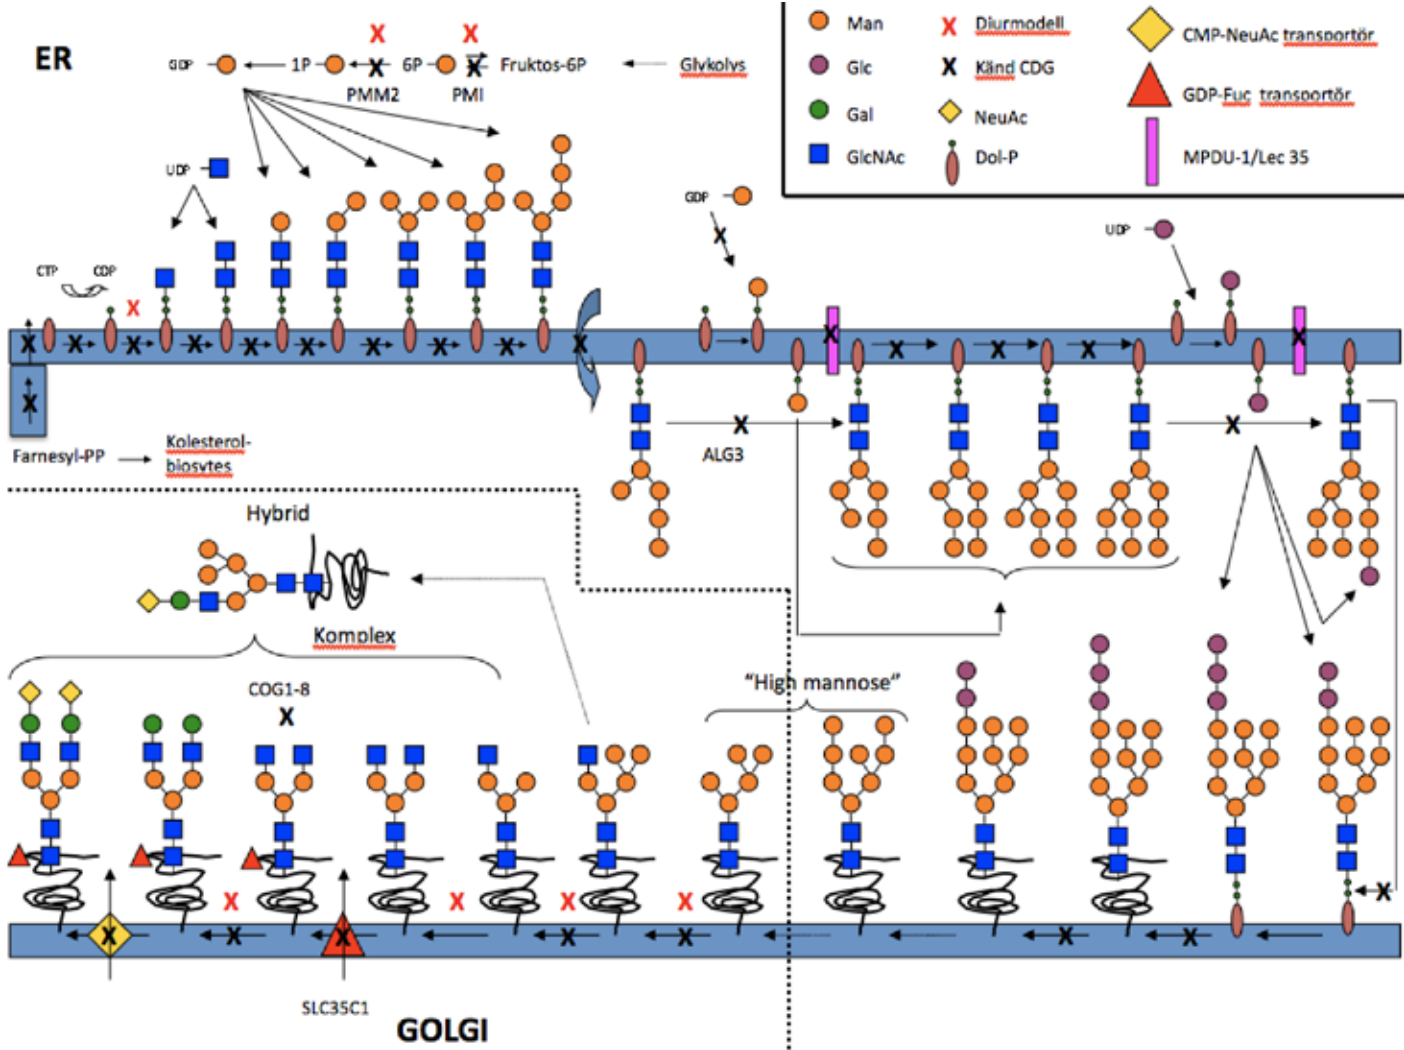 ER
GDP
1P
6P
Fruktos-6P
Glykolys
PMM2
PMI
X Diurmodell
X Känd CDG
Man
Glc
Gal
GlcNAc
NeuAc
Dol-P
CMP-NeuAc transportör
GDP-Fuc transportör
MPDU-1/Lec 35
UDP
GDP
UDP
CTP
CDP
Farnesyl-PP
Kolesterol-
biosytes
ALG3
Hybrid
Komplex
COG1-8
"High mannose"
SLC35C1
GOLGI